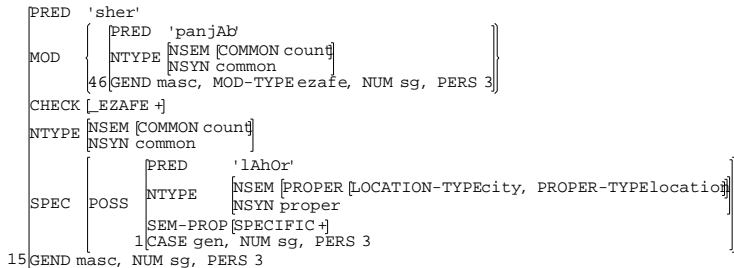 PRED 'sher'
PRED 'panjAb'
MOD NTYPE NSEM [COMMON count]
NSYN common
46 GEND masc, MOD-TYPE ezafe, NUM sg, PERS 3
CHECK [_EZAFE +]
NTYPE NSEM [COMMON count]
NSYN common
PRED 'lAhOr'
NTYPE NSEM [PROPER [LOCATION-TYPE city, PROPER-TYPE location]]
SPEC POSS NSYN proper
SEM-PROP [SPECIFIC +]
1 CASE gen, NUM sg, PERS 3
15 GEND masc, NUM sg, PERS 3